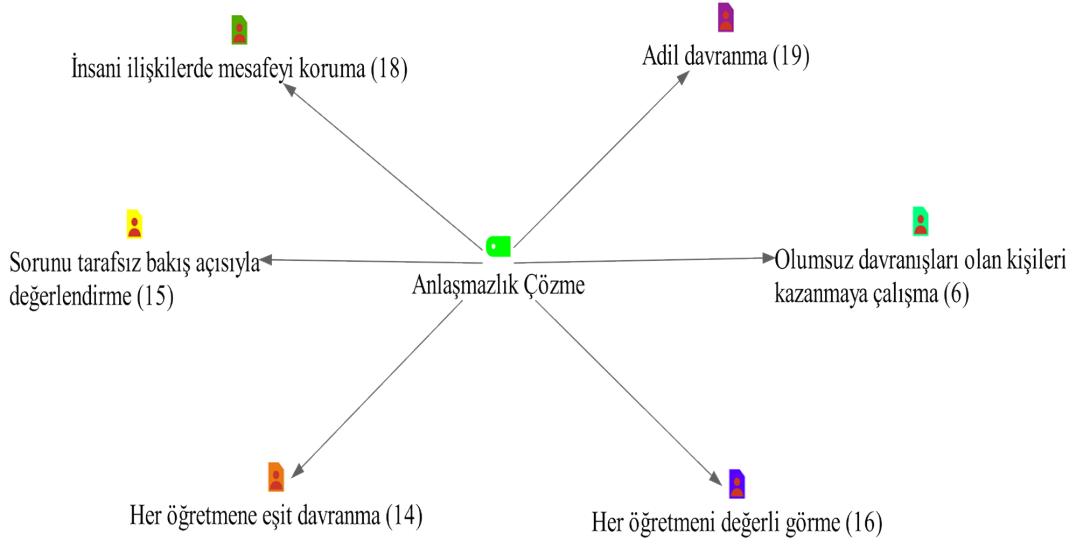 İnsani ilişkilerde mesafeyi koruma (18)
Adil davranma (19)
Sorunu tarafsız bakış açısıyla
değerlendirme (15)
Anlaşmazlık Çözme
Olumsuz davranışları olan kişileri
kazanmaya çalışma (6)
Her öğretmene eşit davranma (14)
Her öğretmeni değerli görme (16)